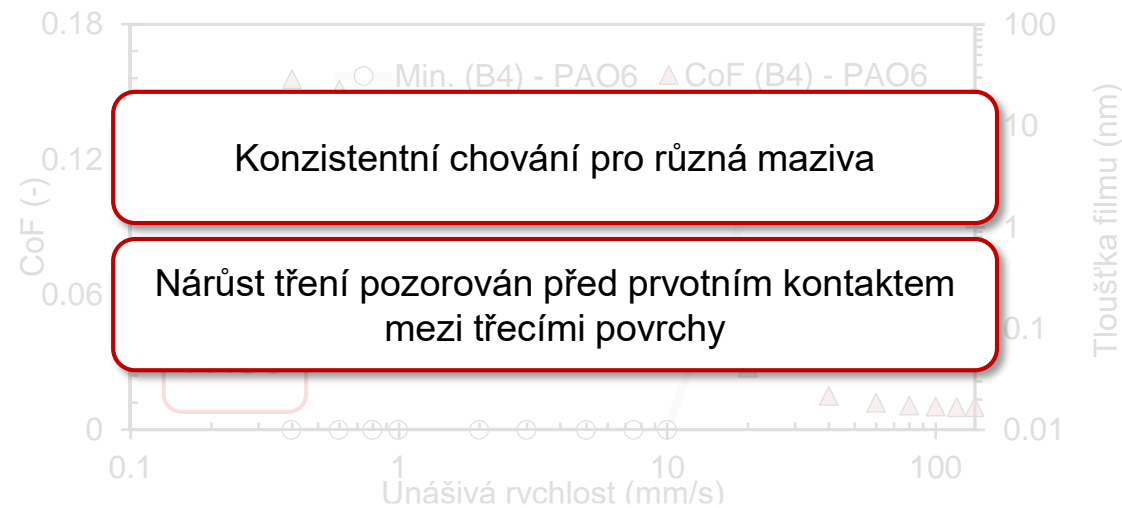 0.18
100
Min. (B4) - PAO6
CoF (B4) - PAO6
Konzistentní chování pro různá maziva
10
0.12
CoF (-)
Tloušťka filmu (nm)
1
Nárůst tření pozorován před prvotním kontaktem
mezi třecími povrchy
0.06
0.1
0
0.01
0.1
1
10
100
Unášivá rychlost (mm/s)